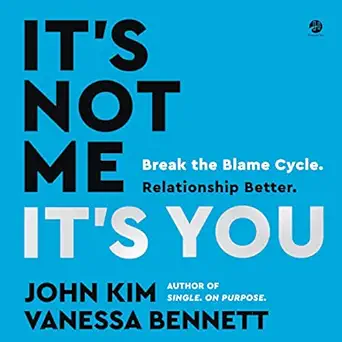 IT'S
NOT
ME
Break the Blame Cycle.
Relationship Better.
IT'S YOU
JOHN KIM
AUTHOR OF
SINGLE. ON PURPOSE.
VANESSA BENNETT